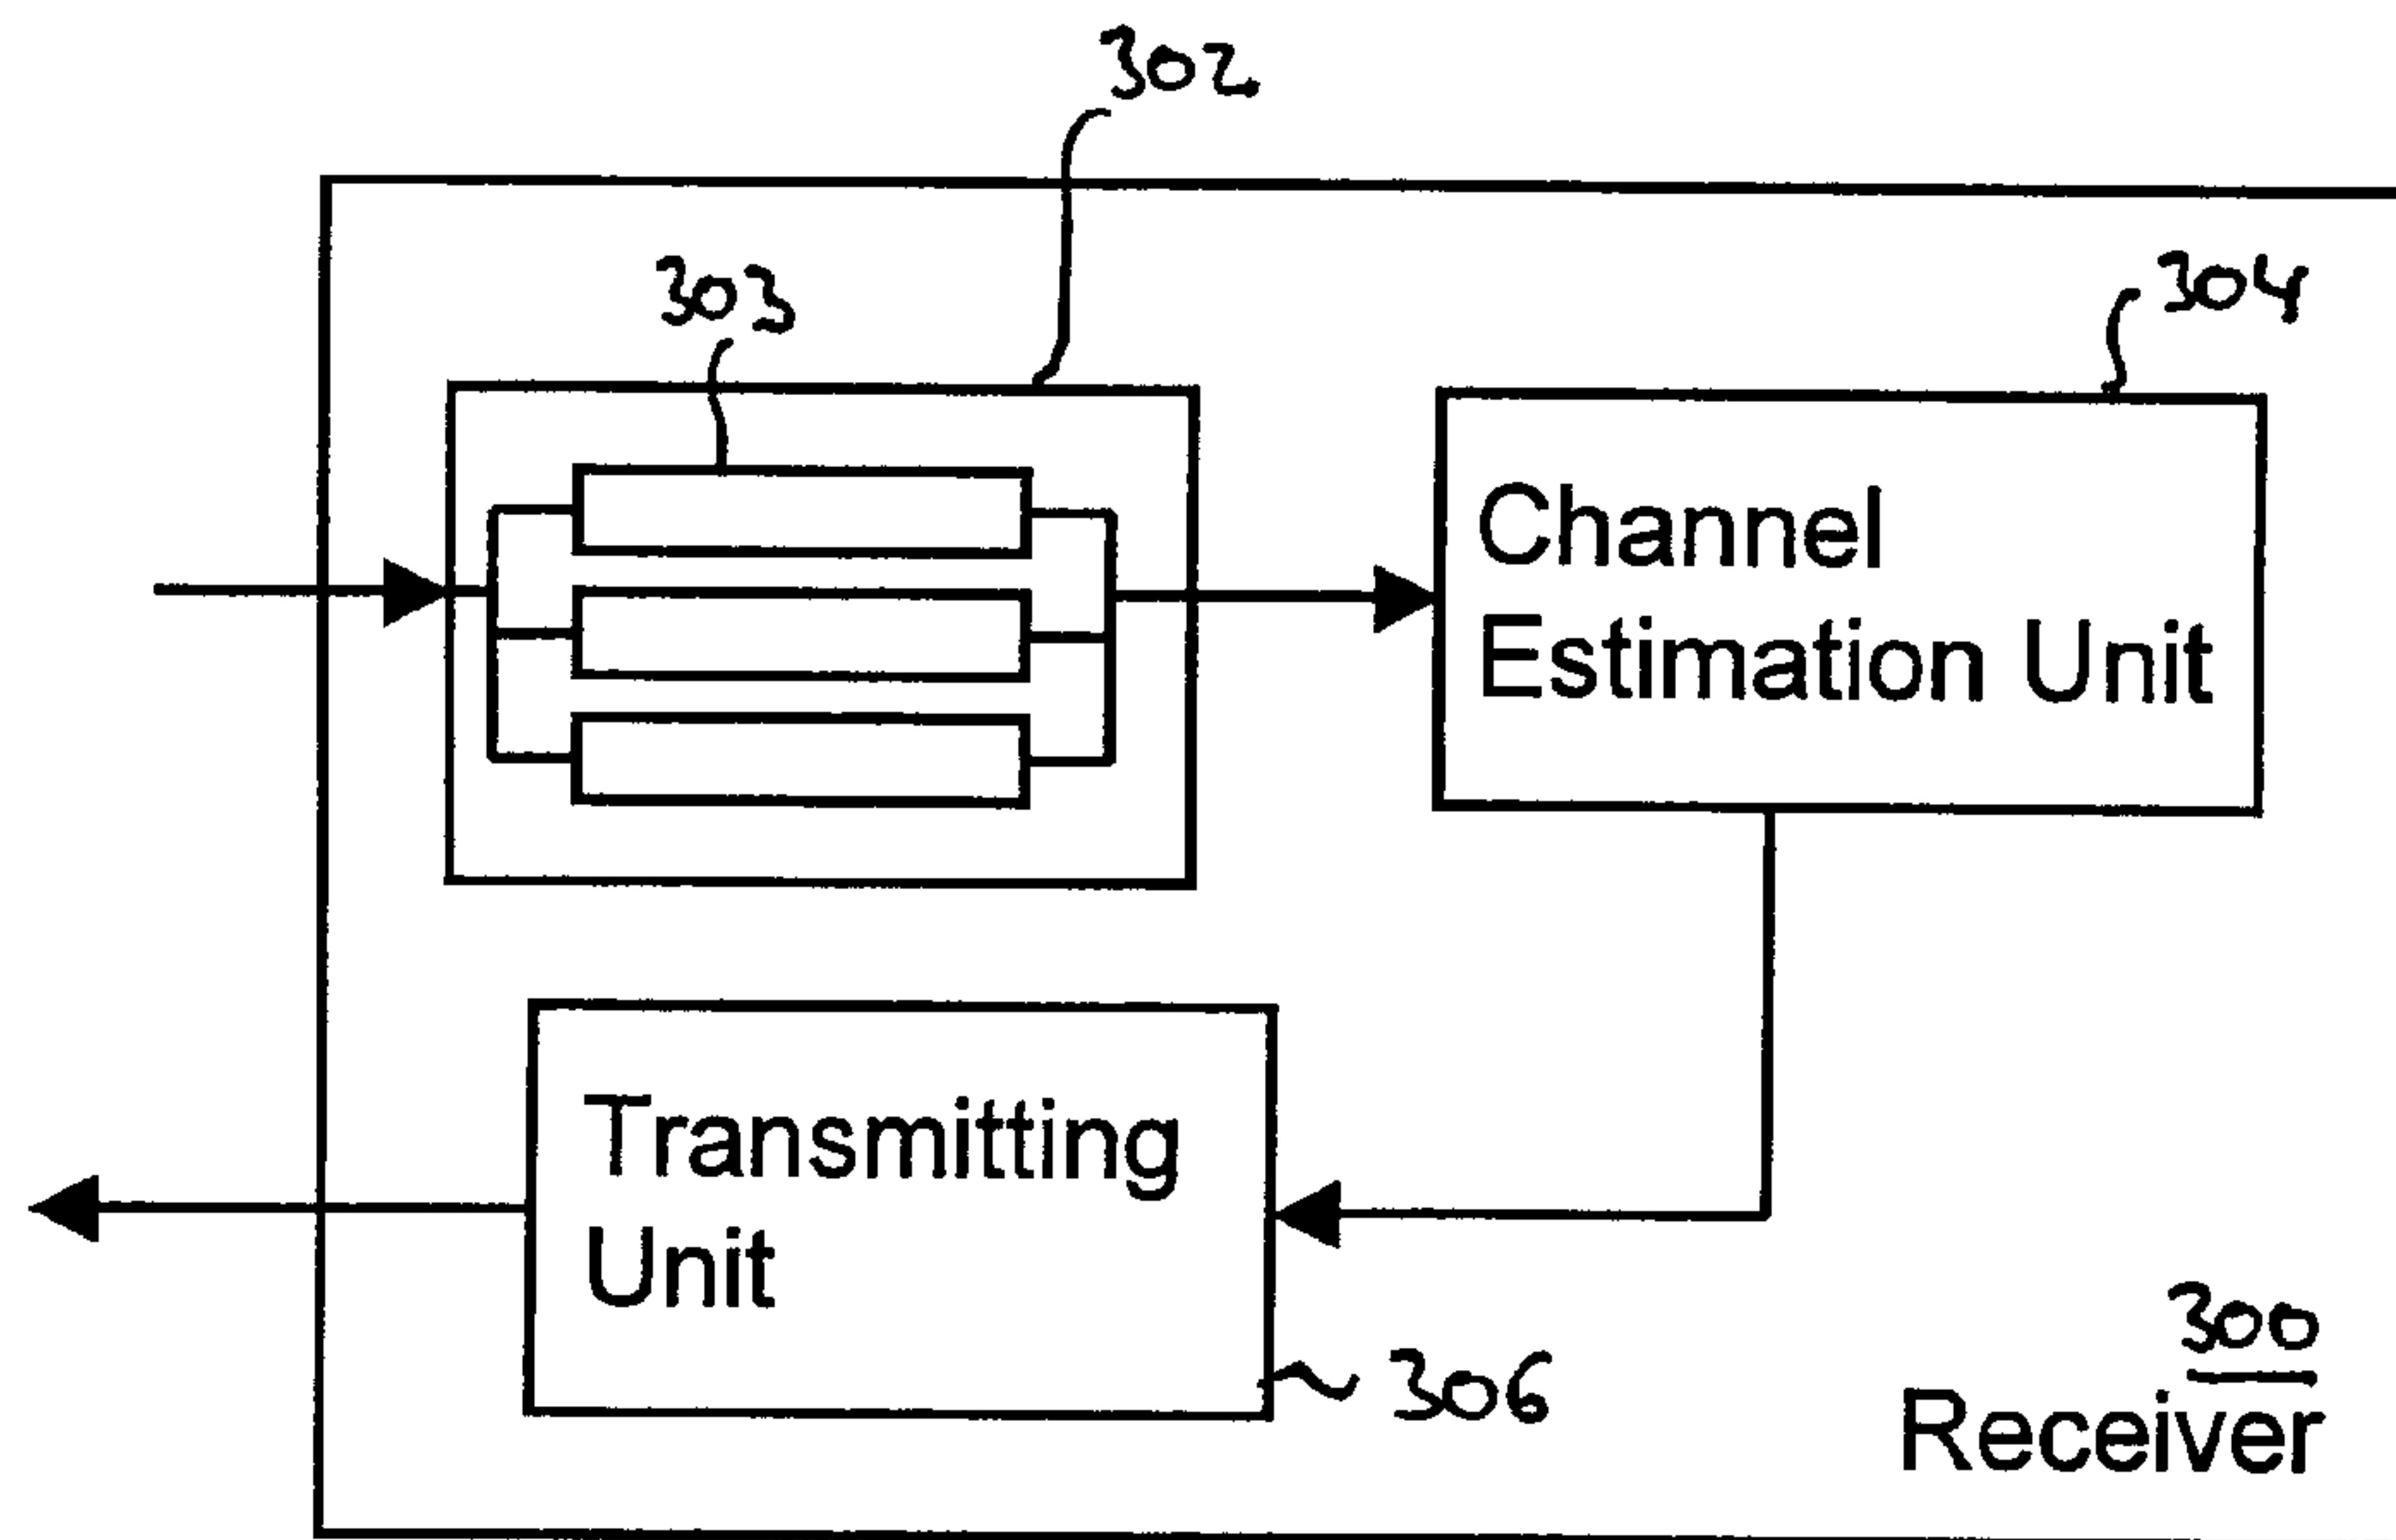 302
303
304
Channel
Estimation Unit
Transmitting
Unit
306
300
Receiver